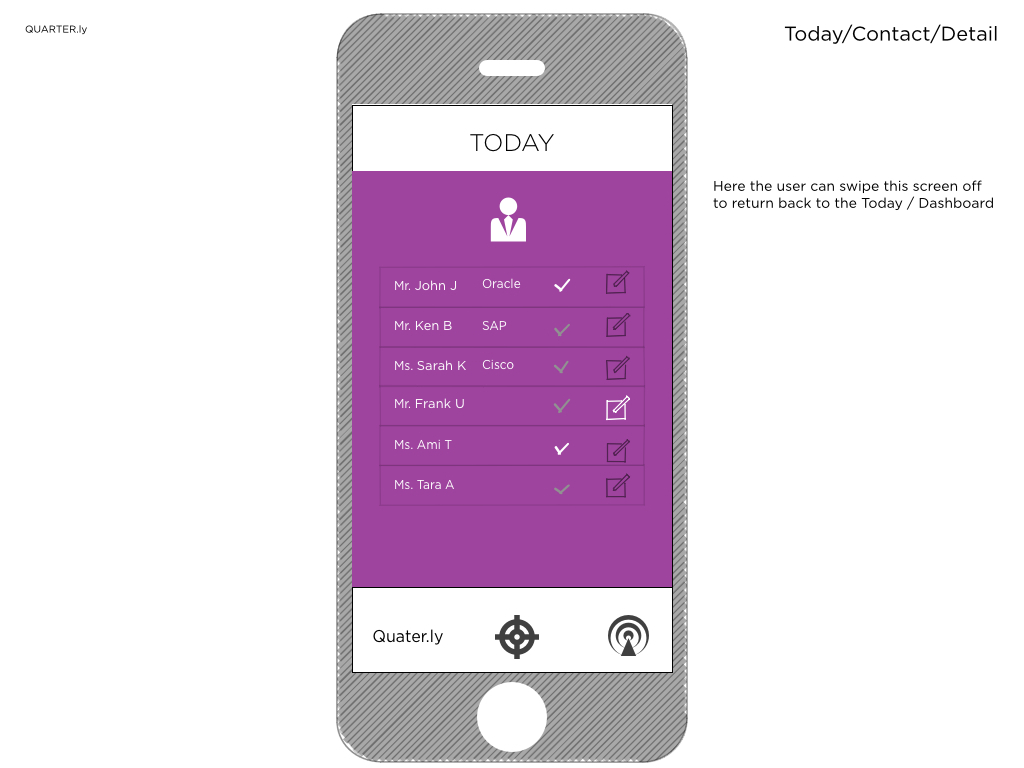 QUARTER.ly
Today/Contact/Detail
TODAY
Here the user can swipe this screen off
to return back to the Today / Dashboard
Mr. John J Oracle
Mr. Ken B SAP
Ms. Sarah K Cisco
Mr. Frank U
Ms. Ami T
Ms. Tara A
Quater.ly